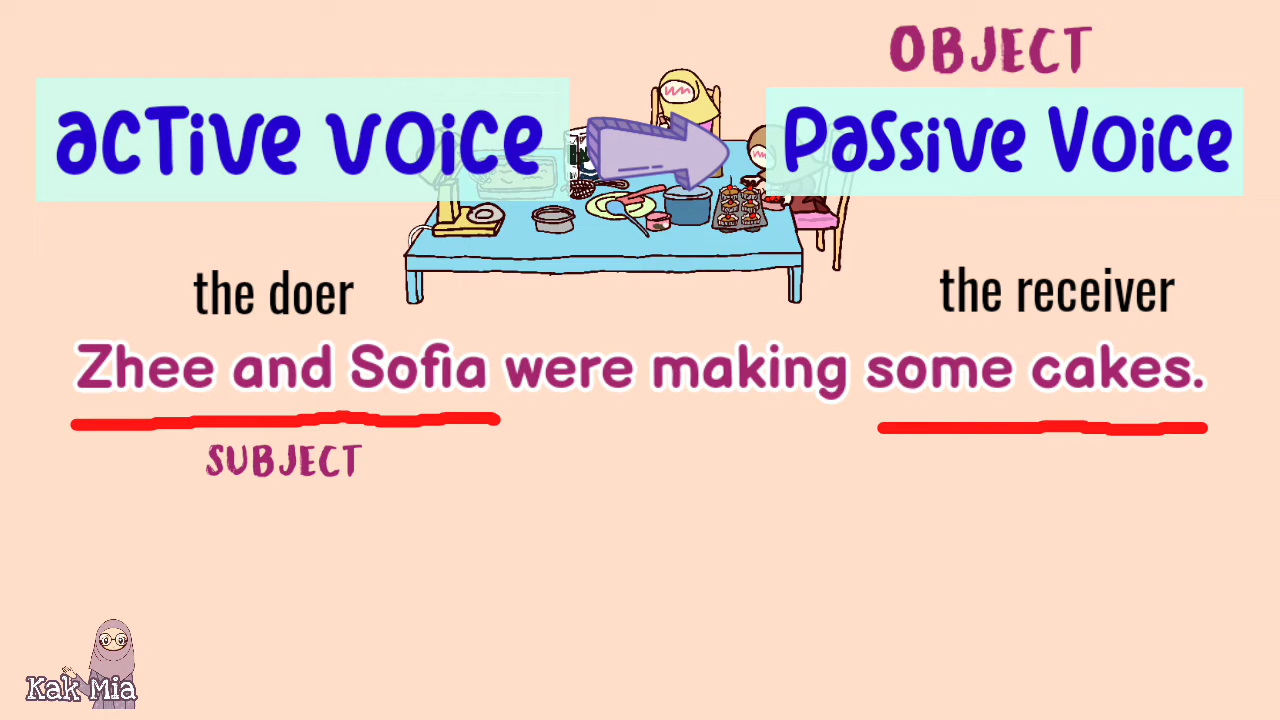 OBJECT
acTive voice
Passive Voice
the doer
the receiver
Zhee and Sofia were making some cakes.
SUBJECT
Kak Mia